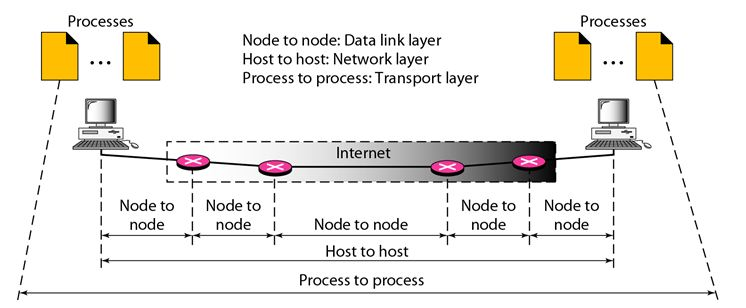 Processes
Processes
...
...
Node to node: Data link layer
Host to host: Network layer
Process to process: Transport layer
Internet
Node to
node
Node to
node
Node to node
Node to
node
Node to
node
Host to host
Process to process